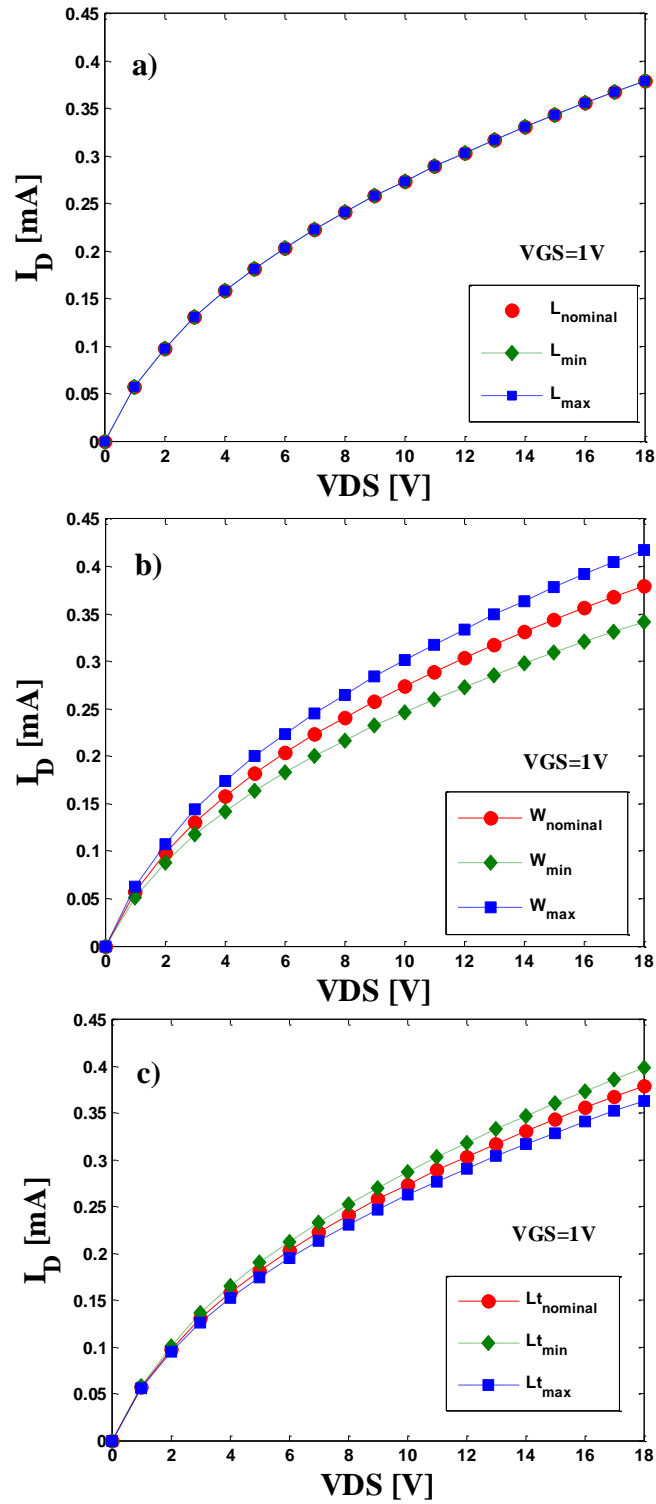 0.45
a)
0.4
0.35
0.3
0.25
0.2
0.15
0.1
0.05
0
I_D [mA]
VGS=1V
L_nominal
L_min
L_max
0 2 4 6 8 10 12 14 16 18
VDS [V]
0.45
b)
0.4
0.35
0.3
0.25
0.2
0.15
0.1
0.05
0
I_D [mA]
VGS=1V
W_nominal
W_min
W_max
0 2 4 6 8 10 12 14 16 18
VDS [V]
0.45
c)
0.4
0.35
0.3
0.25
0.2
0.15
0.1
0.05
0
I_D [mA]
VGS=1V
Lt_nominal
Lt_min
Lt_max
0 2 4 6 8 10 12 14 16 18
VDS [V]